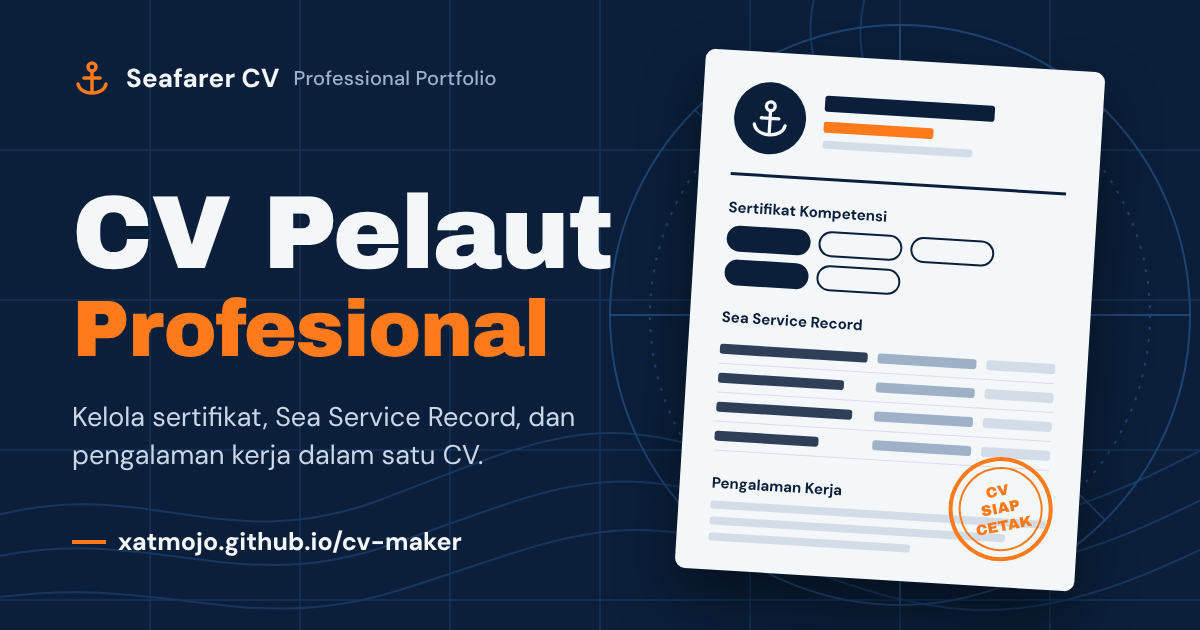 Seafarer CV Professional Portfolio
CV Pelaut
Profesional
Kelola sertifikat, Sea Service Record, dan
pengalaman kerja dalam satu CV.
xatmojo.github.io/cv-maker
Sertifikat Kompetensi
Sea Service Record
Pengalaman Kerja
CV
SIAP
CETAK